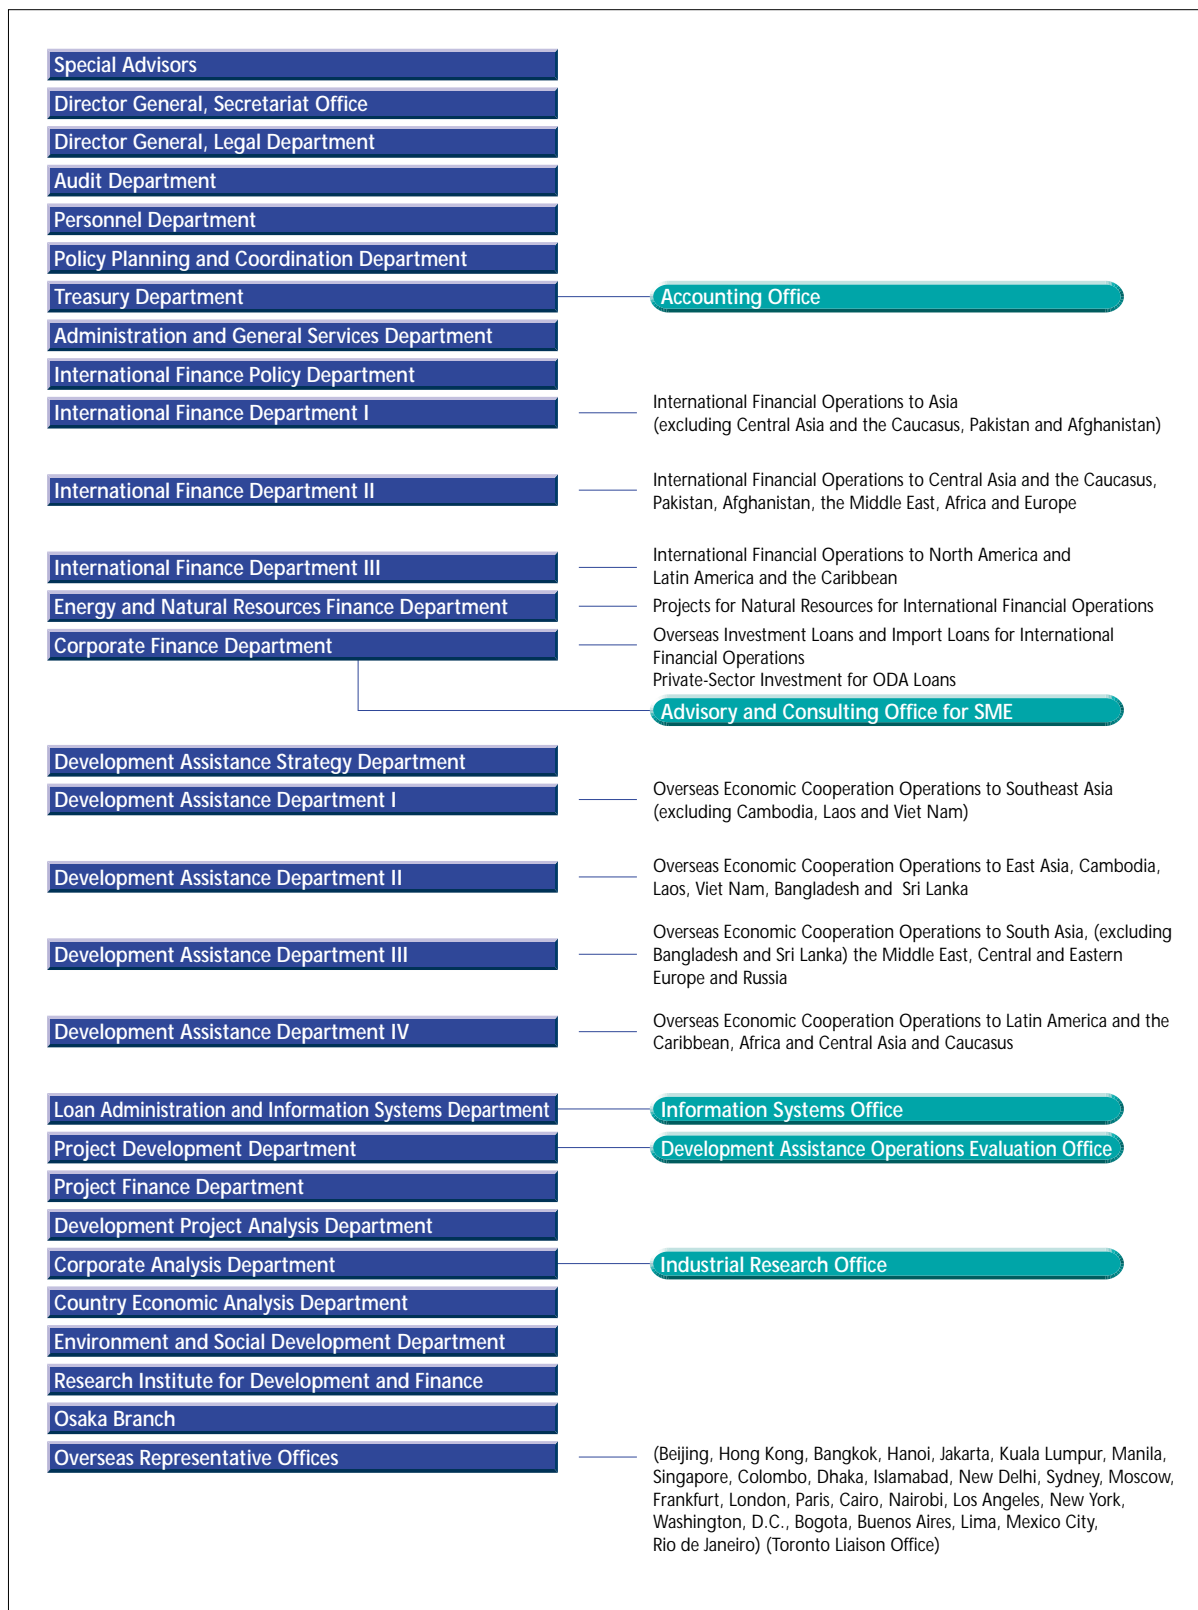 Special Advisors
Director General, Secretariat Office
Director General, Legal Department
Audit Department
Personnel Department
Policy Planning and Coordination Department
Treasury Department
Accounting Office
Administration and General Services Department
International Finance Policy Department
International Finance Department I
International Financial Operations to Asia
(excluding Central Asia and the Caucasus, Pakistan and Afghanistan)
International Finance Department II
International Financial Operations to Central Asia and the Caucasus,
Pakistan, Afghanistan, the Middle East, Africa and Europe
International Finance Department III
International Financial Operations to North America and
Latin America and the Caribbean
Energy and Natural Resources Finance Department
Projects for Natural Resources for International Financial Operations
Corporate Finance Department
Overseas Investment Loans and Import Loans for International
Financial Operations
Private-Sector Investment for ODA Loans
Advisory and Consulting Office for SME
Development Assistance Strategy Department
Development Assistance Department I
Overseas Economic Cooperation Operations to Southeast Asia
(excluding Cambodia, Laos and Viet Nam)
Development Assistance Department II
Overseas Economic Cooperation Operations to East Asia, Cambodia,
Laos, Viet Nam, Bangladesh and Sri Lanka
Development Assistance Department III
Overseas Economic Cooperation Operations to South Asia, (excluding
Bangladesh and Sri Lanka) the Middle East, Central and Eastern
Europe and Russia
Development Assistance Department IV
Overseas Economic Cooperation Operations to Latin America and the
Caribbean, Africa and Central Asia and Caucasus
Loan Administration and Information Systems Department
Information Systems Office
Project Development Department
Development Assistance Operations Evaluation Office
Project Finance Department
Development Project Analysis Department
Corporate Analysis Department
Industrial Research Office
Country Economic Analysis Department
Environment and Social Development Department
Research Institute for Development and Finance
Osaka Branch
Overseas Representative Offices
(Beijing, Hong Kong, Bangkok, Hanoi, Jakarta, Kuala Lumpur, Manila,
Singapore, Colombo, Dhaka, Islamabad, New Delhi, Sydney, Moscow,
Frankfurt, London, Paris, Cairo, Nairobi, Los Angeles, New York,
Washington, D.C., Bogota, Buenos Aires, Lima, Mexico City,
Rio de Janeiro) (Toronto Liaison Office)